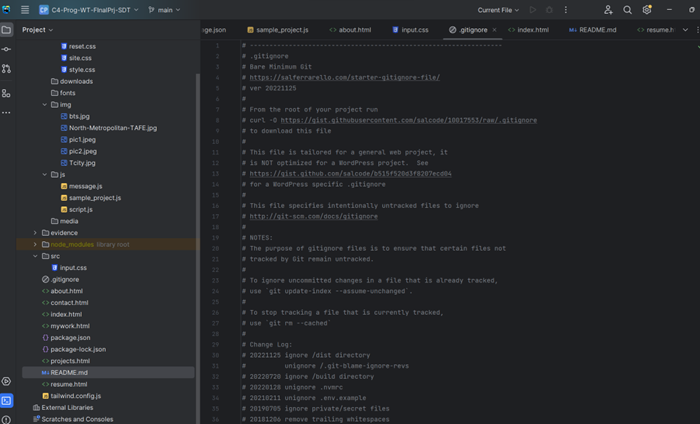 CP C4-Prog-WT-FInalPrj-SDT main Current File
Project
ge.json sample_project.js about.html input.css .gitignore index.html README.md resume.h
reset.css
site.css
style.css
downloads
fonts
img
bts.jpg
North-Metropolitan-TAFE.jpg
pic1.jpeg
pic2.jpeg
Tcity.jpg
js
message.js
sample_project.js
script.js
media
evidence
node_modules library root
src
input.css
.gitignore
about.html
contact.html
index.html
mywork.html
package.json
package-lock.json
projects.html
README.md
resume.html
tailwind.config.js
External Libraries
Scratches and Consoles
1 # ----------------------------------------------------------------
2 # .gitignore
3 # Bare Minimum Git
4 # https://salferrarello.com/starter-gitignore-file/
5 # ver 20221125
6 #
7 # From the root of your project run
8 # curl -O https://gist.githubusercontent.com/salcode/10017553/raw/.gitignore
9 # to download this file
10 #
11 # This file is tailored for a general web project, it
12 # is NOT optimized for a WordPress project. See
13 # https://gist.github.com/salcode/b515f520d3f8207ecd04
14 # for a WordPress specific .gitignore
15 #
16 # This file specifies intentionally untracked files to ignore
17 # http://git-scm.com/docs/gitignore
18 #
19 # NOTES:
20 # The purpose of gitignore files is to ensure that certain files not
21 # tracked by Git remain untracked.
22 #
23 # To ignore uncommitted changes in a file that is already tracked,
24 # use `git update-index --assume-unchanged`.
25 #
26 # To stop tracking a file that is currently tracked,
27 # use `git rm --cached`
28 #
29 # Change Log:
30 # 20221125 ignore /dist directory
31 # unignore /.git-blame-ignore-revs
32 # 20220720 ignore /build directory
33 # 20220128 unignore .nvmrc
34 # 20210211 unignore .env.example
35 # 20190705 ignore private/secret files
36 # 20181206 remove trailing whitespaces